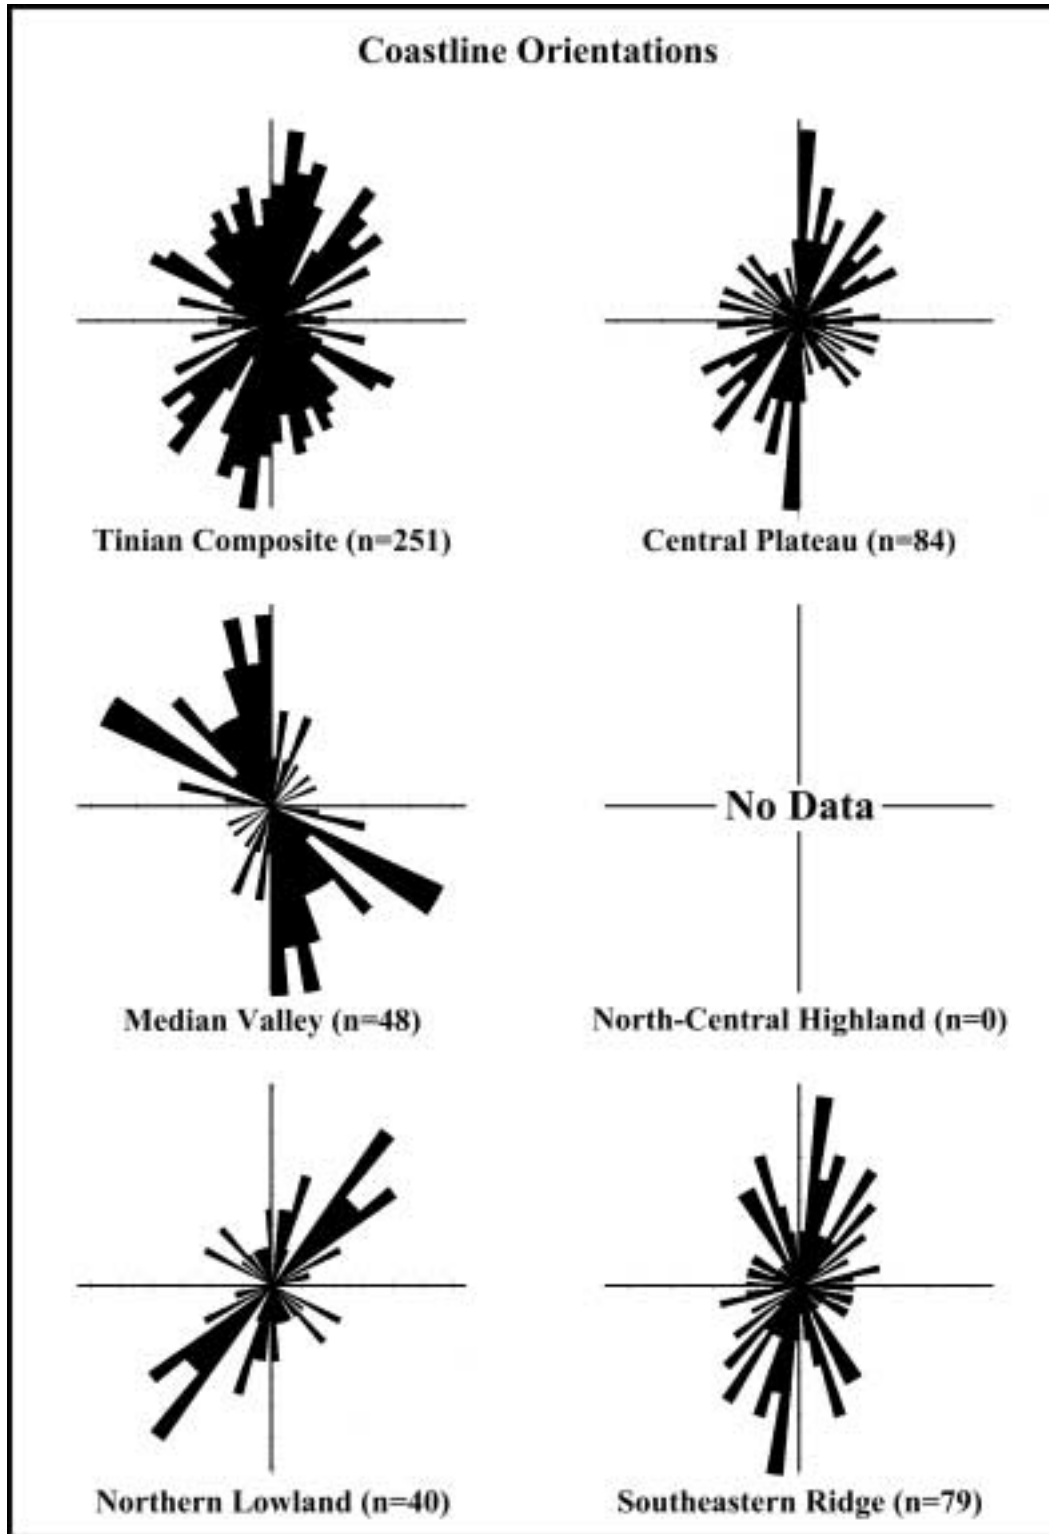 Coastline Orientations
Tinian Composite (n=251)
Central Plateau (n=84)
No Data
Median Valley (n=48)
North-Central Highland (n=0)
Northern Lowland (n=40)
Southeastern Ridge (n=79)